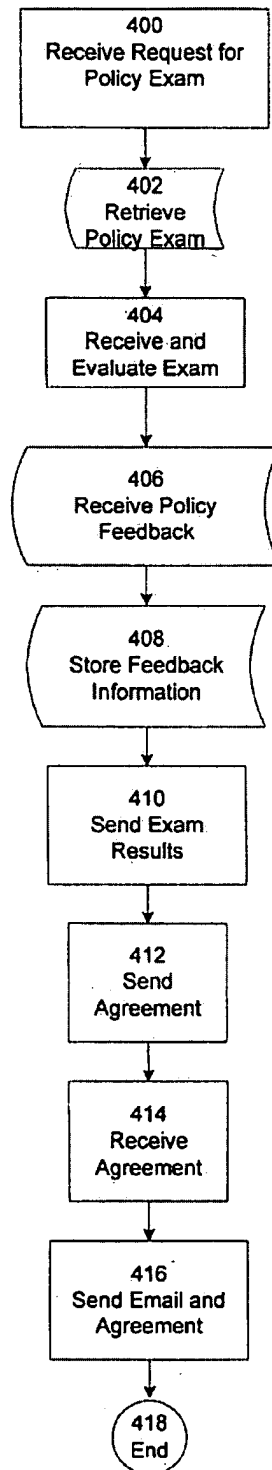 400
Receive Request for
Policy Exam
402
Retrieve
Policy Exam
404
Receive and
Evaluate Exam
406
Receive Policy
Feedback
408
Store Feedback
Information
410
Send Exam
Results
412
Send
Agreement
414
Receive
Agreement
416
Send Email and
Agreement
418
End